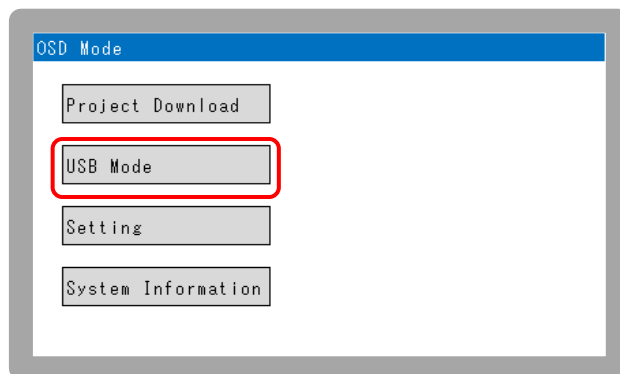 OSD Mode
Project Download
USB Mode
Setting
System Information